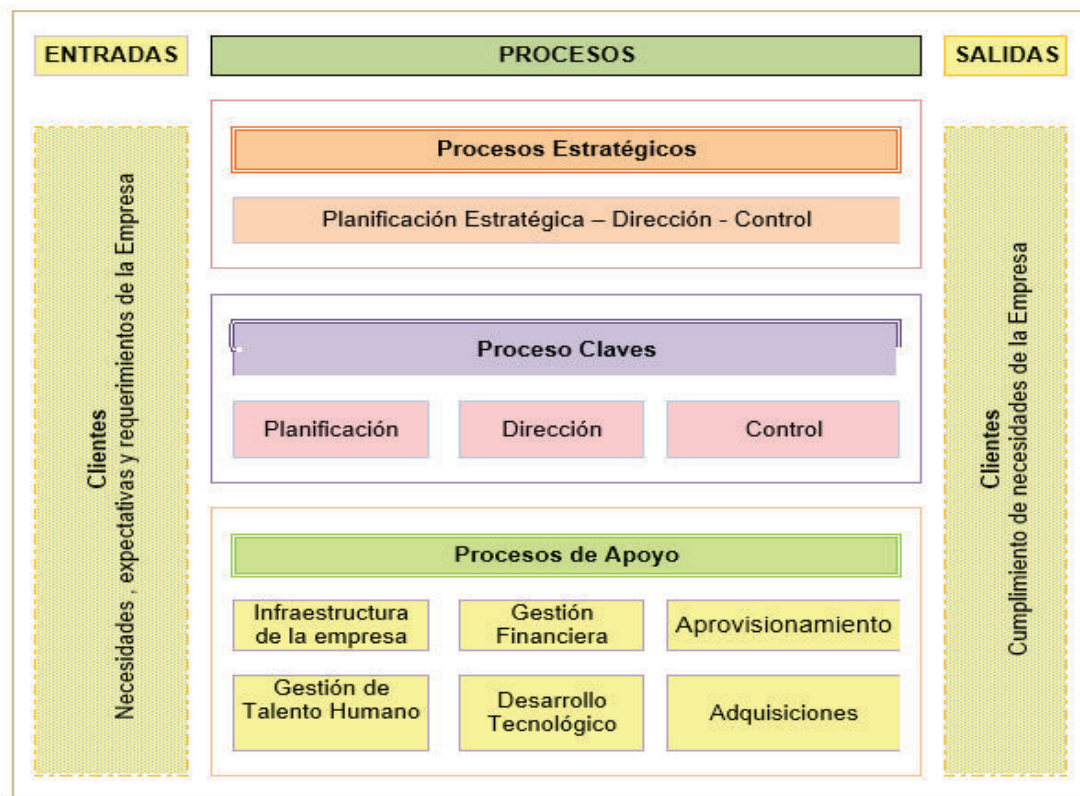 ENTRADAS
PROCESOS
SALIDAS
Clientes
Necesidades , expectativas y requerimientos de la Empresa
Procesos Estratégicos
Planificación Estratégica – Dirección - Control
Proceso Claves
Planificación
Dirección
Control
Procesos de Apoyo
Infraestructura
de la empresa
Gestión
Financiera
Aprovisionamiento
Gestión de
Talento Humano
Desarrollo
Tecnológico
Adquisiciones
Clientes
Cumplimiento de necesidades de la Empresa